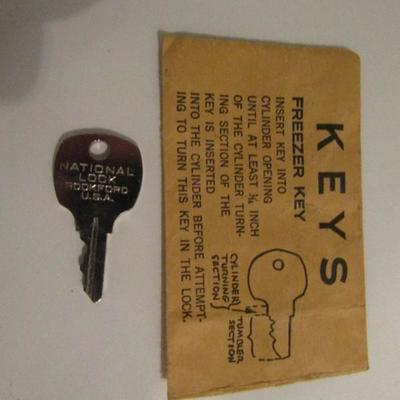 NATIONAL
LOCK
ROCKFORD
U.S.A.
KEYS
FREEZER KEY
INSERT KEY INTO
CYLINDER OPENING
UNTIL AT LEAST ¾ INCH
OF THE CYLINDER TURN-
ING SECTION OF THE
KEY IS INSERTED
INTO THE CYLINDER BEFORE ATTEMPT-
ING TO TURN THIS KEY IN THE LOCK.
CYLINDER
TURNING
SECTION
TUMBLER
SECTION